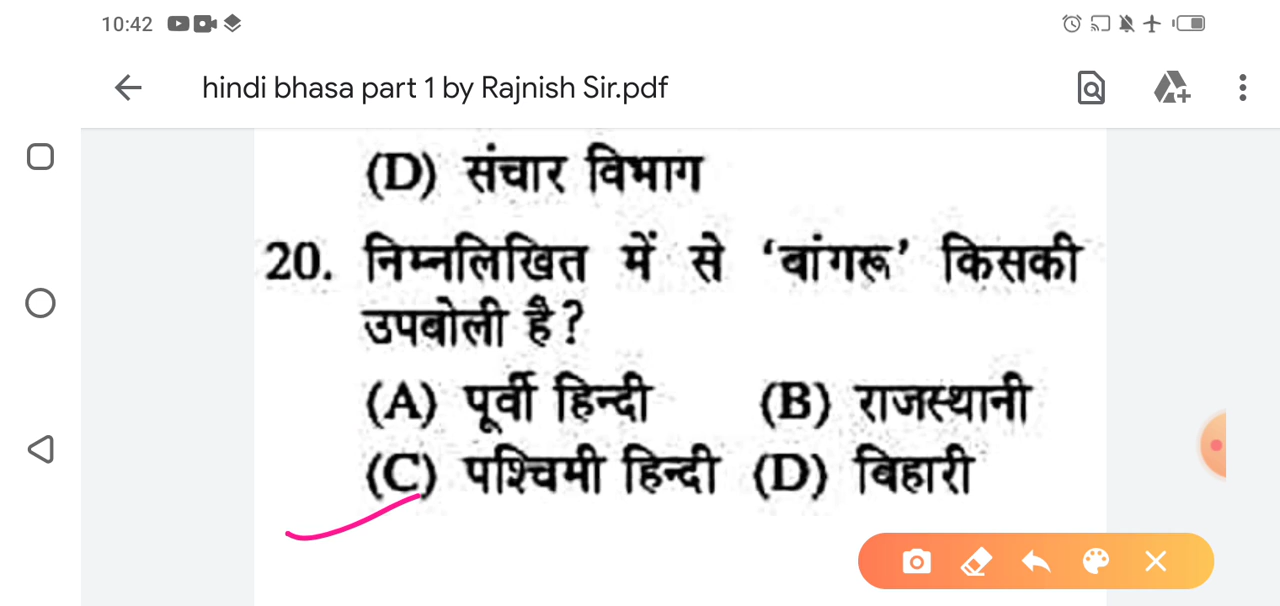 10:42
hindi bhasa part 1 by Rajnish Sir.pdf
(D) संचार विभाग
20. निम्नलिखित में से ‘बांगरू’ किसकी
उपबोली है?
(A) पूर्वी हिन्दी (B) राजस्थानी
(C) पश्चिमी हिन्दी (D) बिहारी